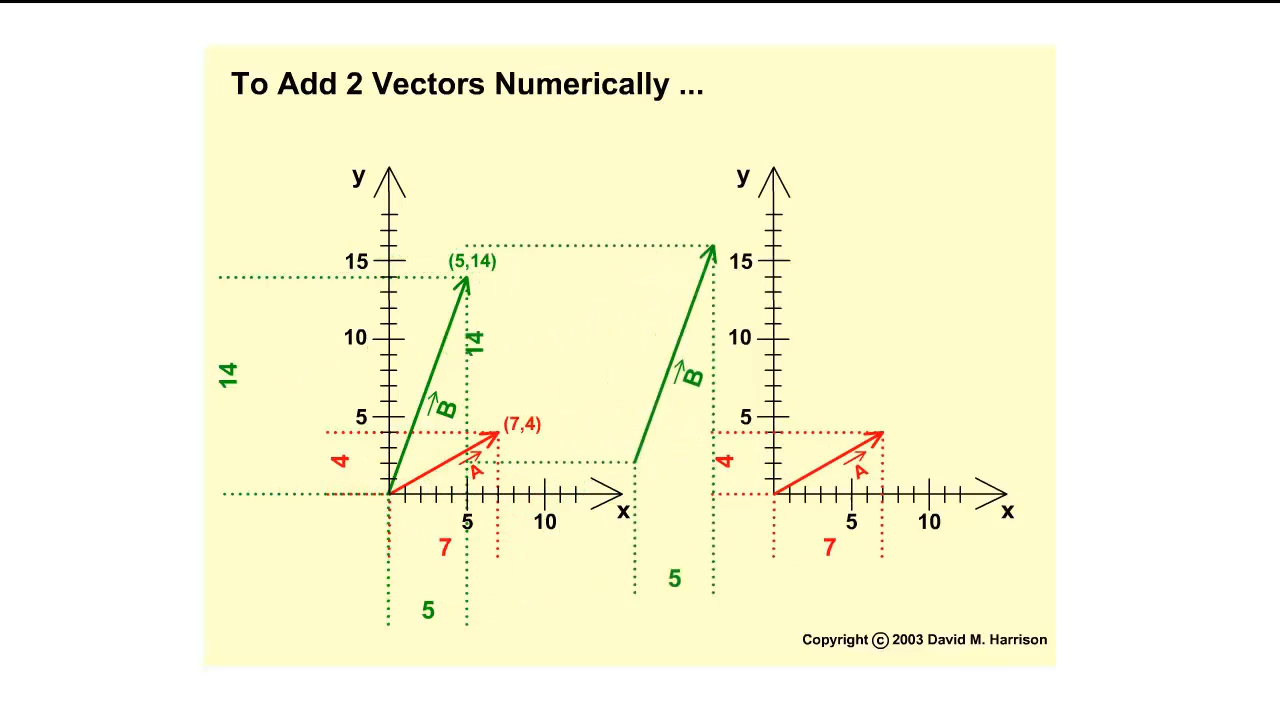 To Add 2 Vectors Numerically ...
y
y
15
(5,14)
15
10
14
10
14
B
B
5
(7,4)
5
4
A
4
A
5
10
x
5
10
x
7
7
5
5
Copyright © 2003 David M. Harrison